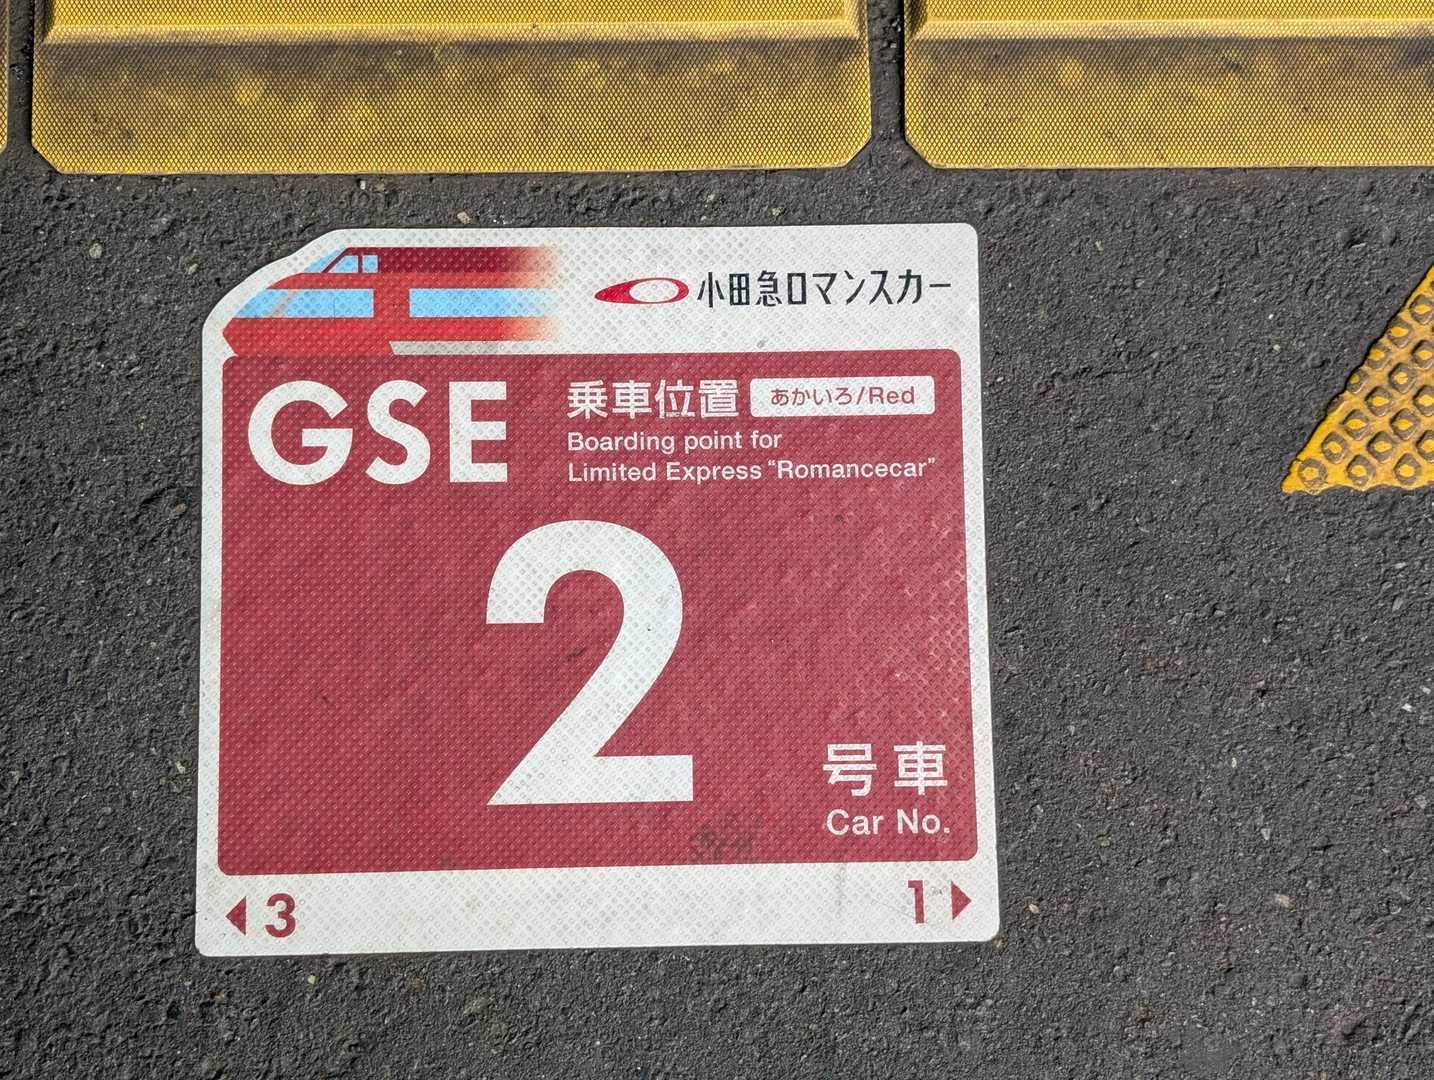 小田急ロマンスカー
GSE
乗車位置 あかいろ/Red
Boarding point for
Limited Express “Romancecar”
2
号車
Car No.
◀ 3
1 ▶